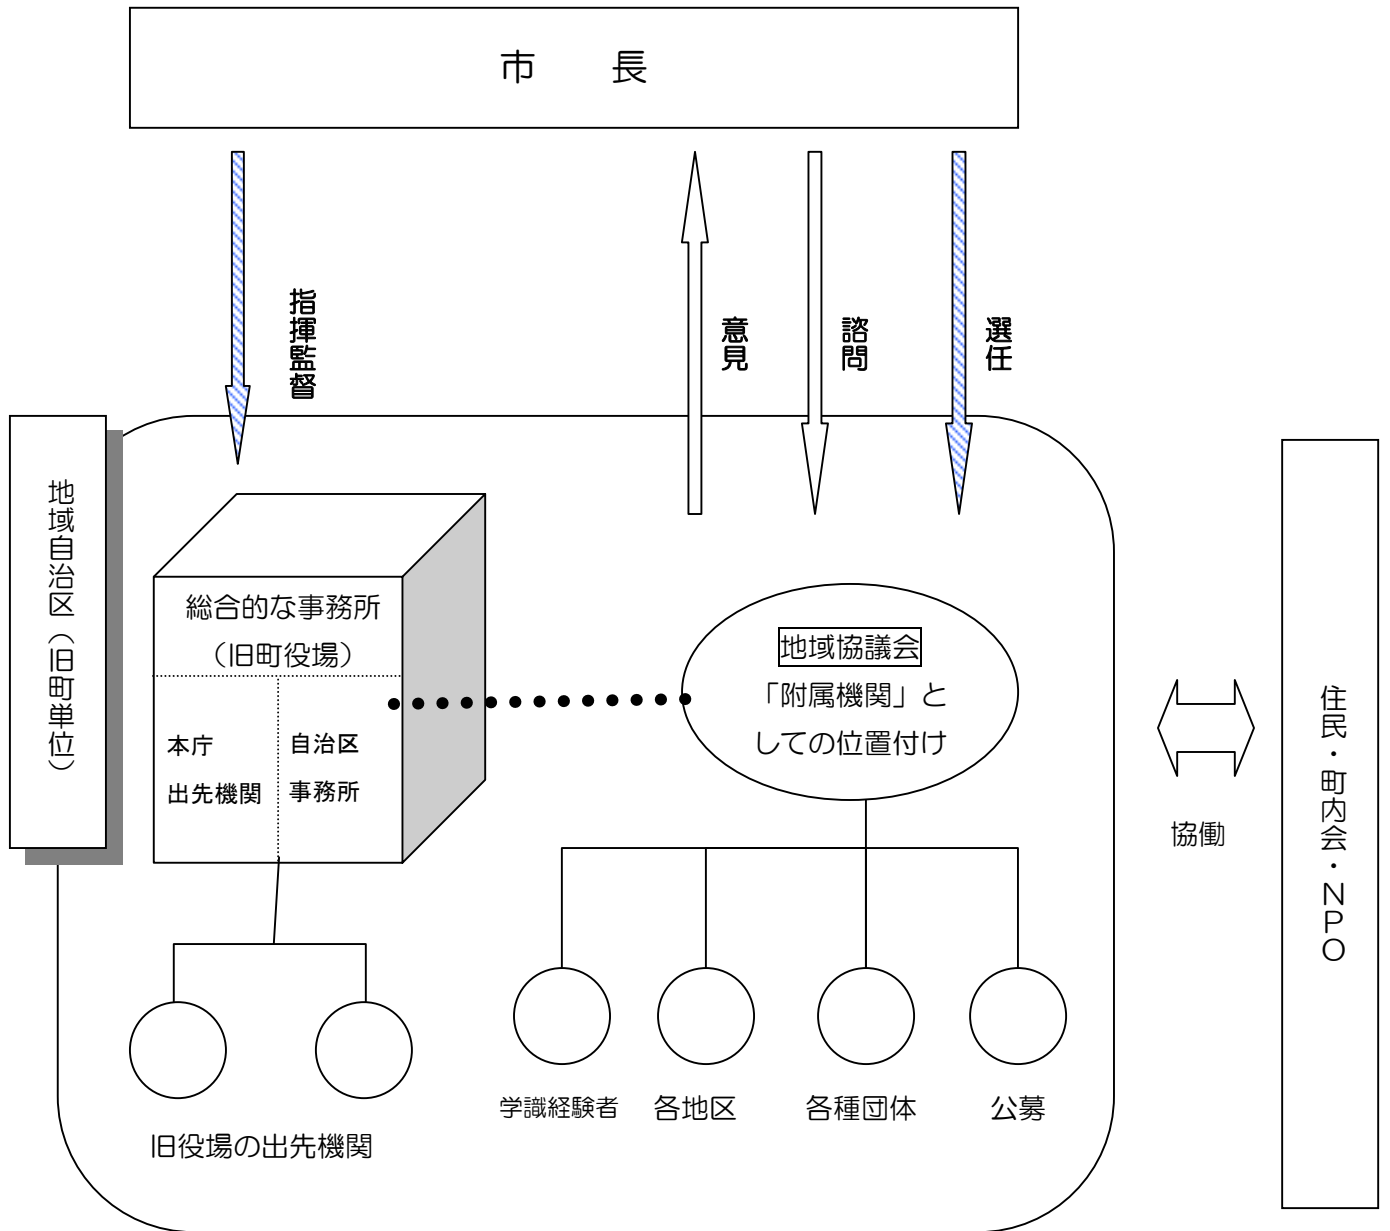 市　長
指揮監督
意見
諮問
選任
地域自治区（旧町単位）
総合的な事務所
（旧町役場）
本庁
出先機関
自治区
事務所
地域協議会
「附属機関」と
しての位置付け
協働
住民・町内会・ＮＰＯ
学識経験者
各地区
各種団体
公募
旧役場の出先機関